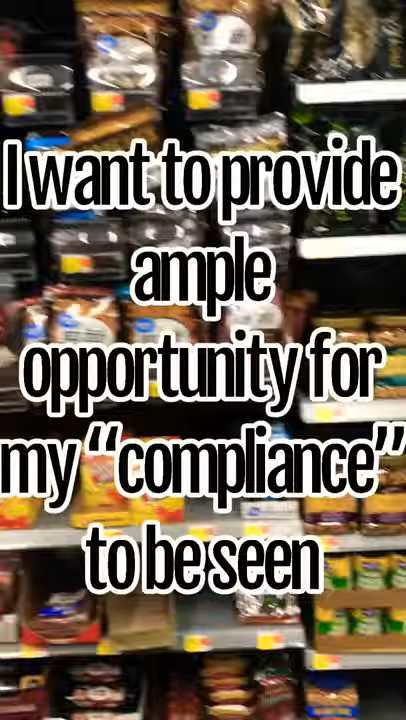 I want to provide
ample
opportunity for
my “compliance”
to be seen